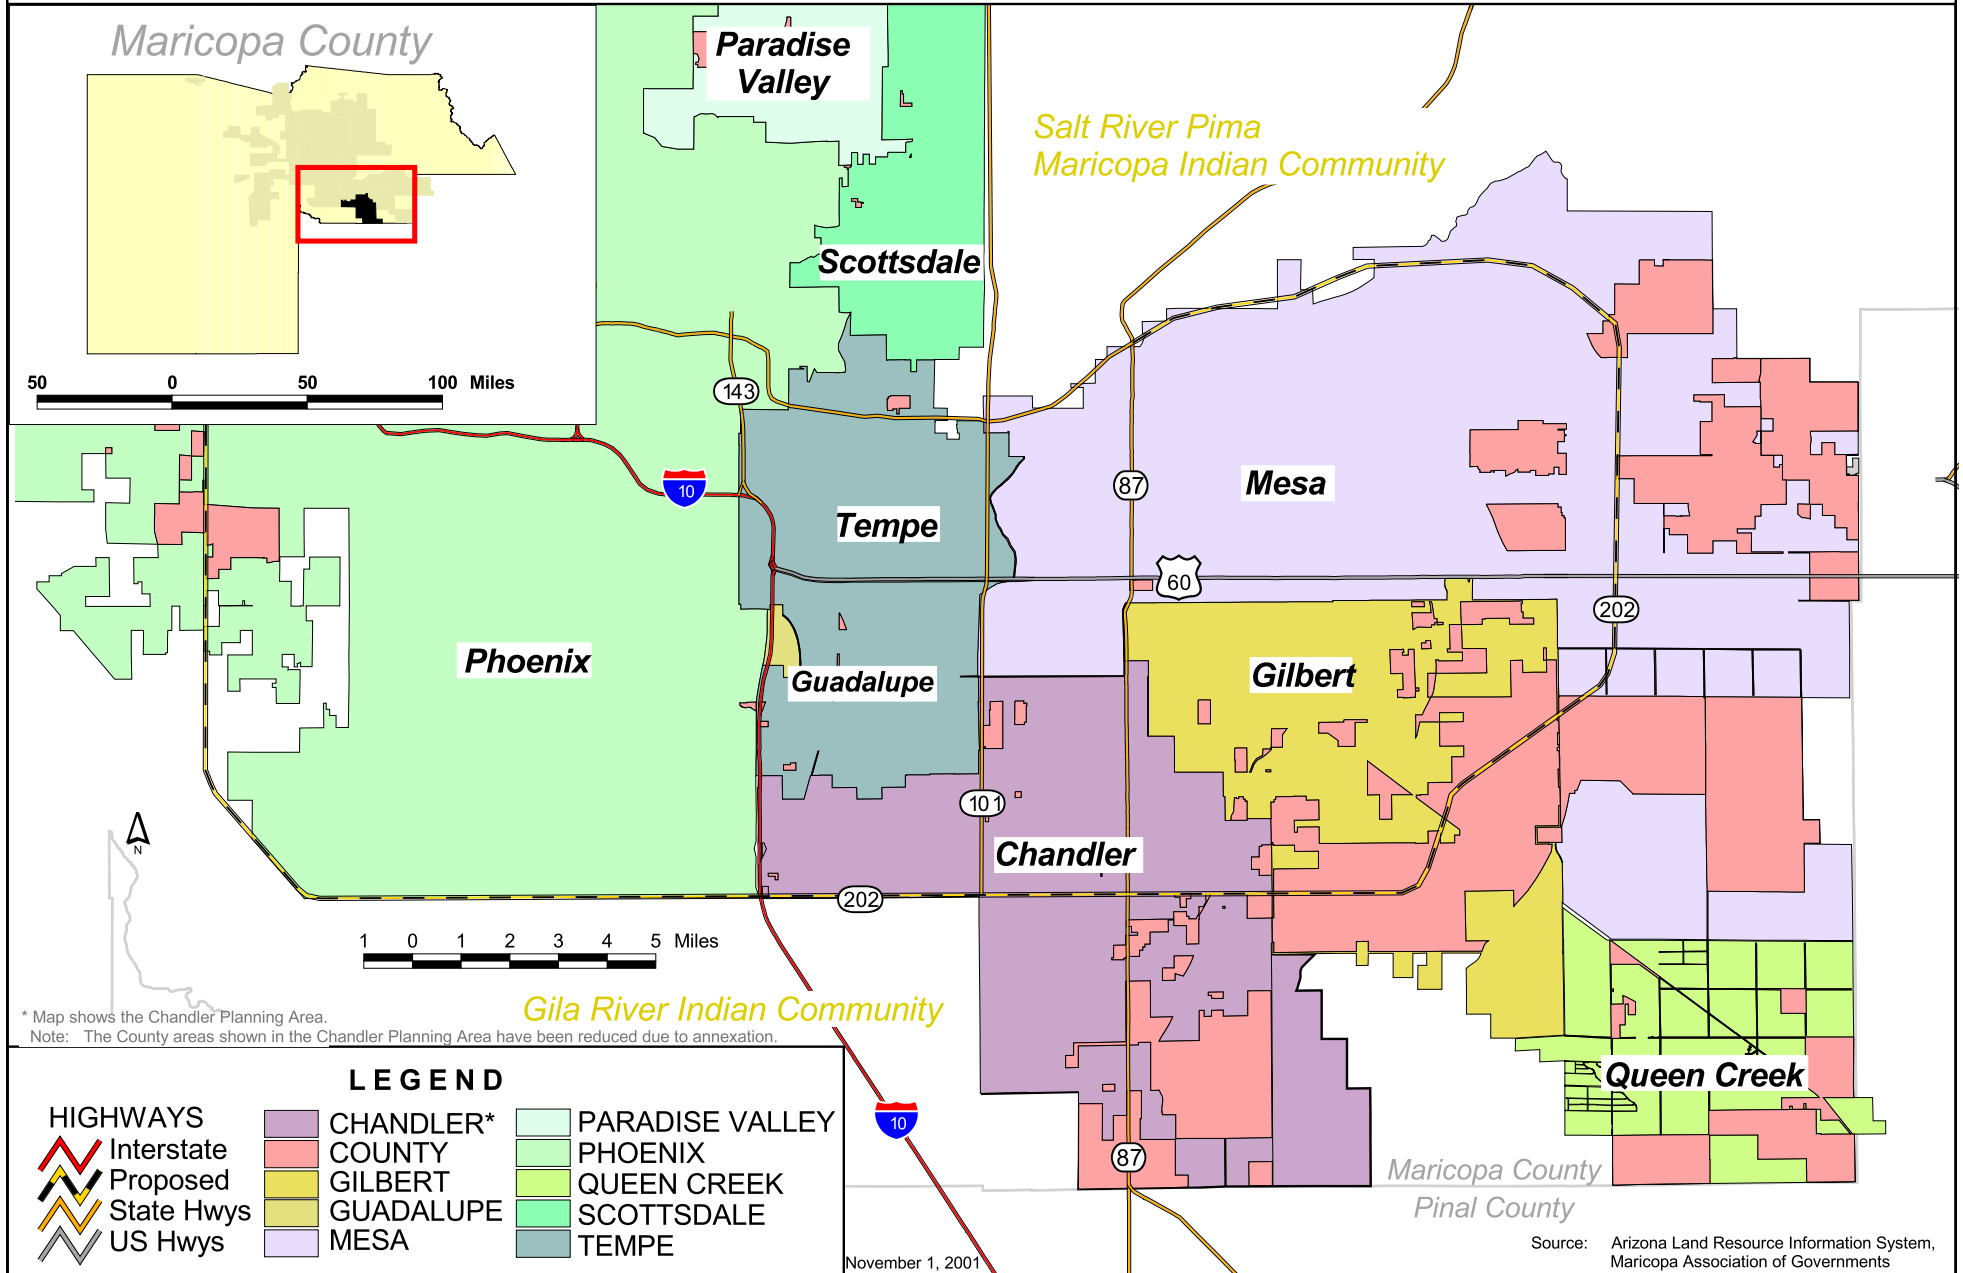 Maricopa County
50 0 50 100 Miles
Paradise
Valley
Salt River Pima
Maricopa Indian Community
Scottsdale
143
10
87
Mesa
Tempe
60
202
Phoenix
Guadalupe
Gilbert
101
Chandler
202
N
1 0 1 2 3 4 5 Miles
Gila River Indian Community
* Map shows the Chandler Planning Area.
Note: The County areas shown in the Chandler Planning Area have been reduced due to annexation.
Queen Creek
10
87
Maricopa County
Pinal County
LEGEND
HIGHWAYS
Interstate
Proposed
State Hwys
US Hwys
CHANDLER*
COUNTY
GILBERT
GUADALUPE
MESA
PARADISE VALLEY
PHOENIX
QUEEN CREEK
SCOTTSDALE
TEMPE
November 1, 2001
Source: Arizona Land Resource Information System,
Maricopa Association of Governments